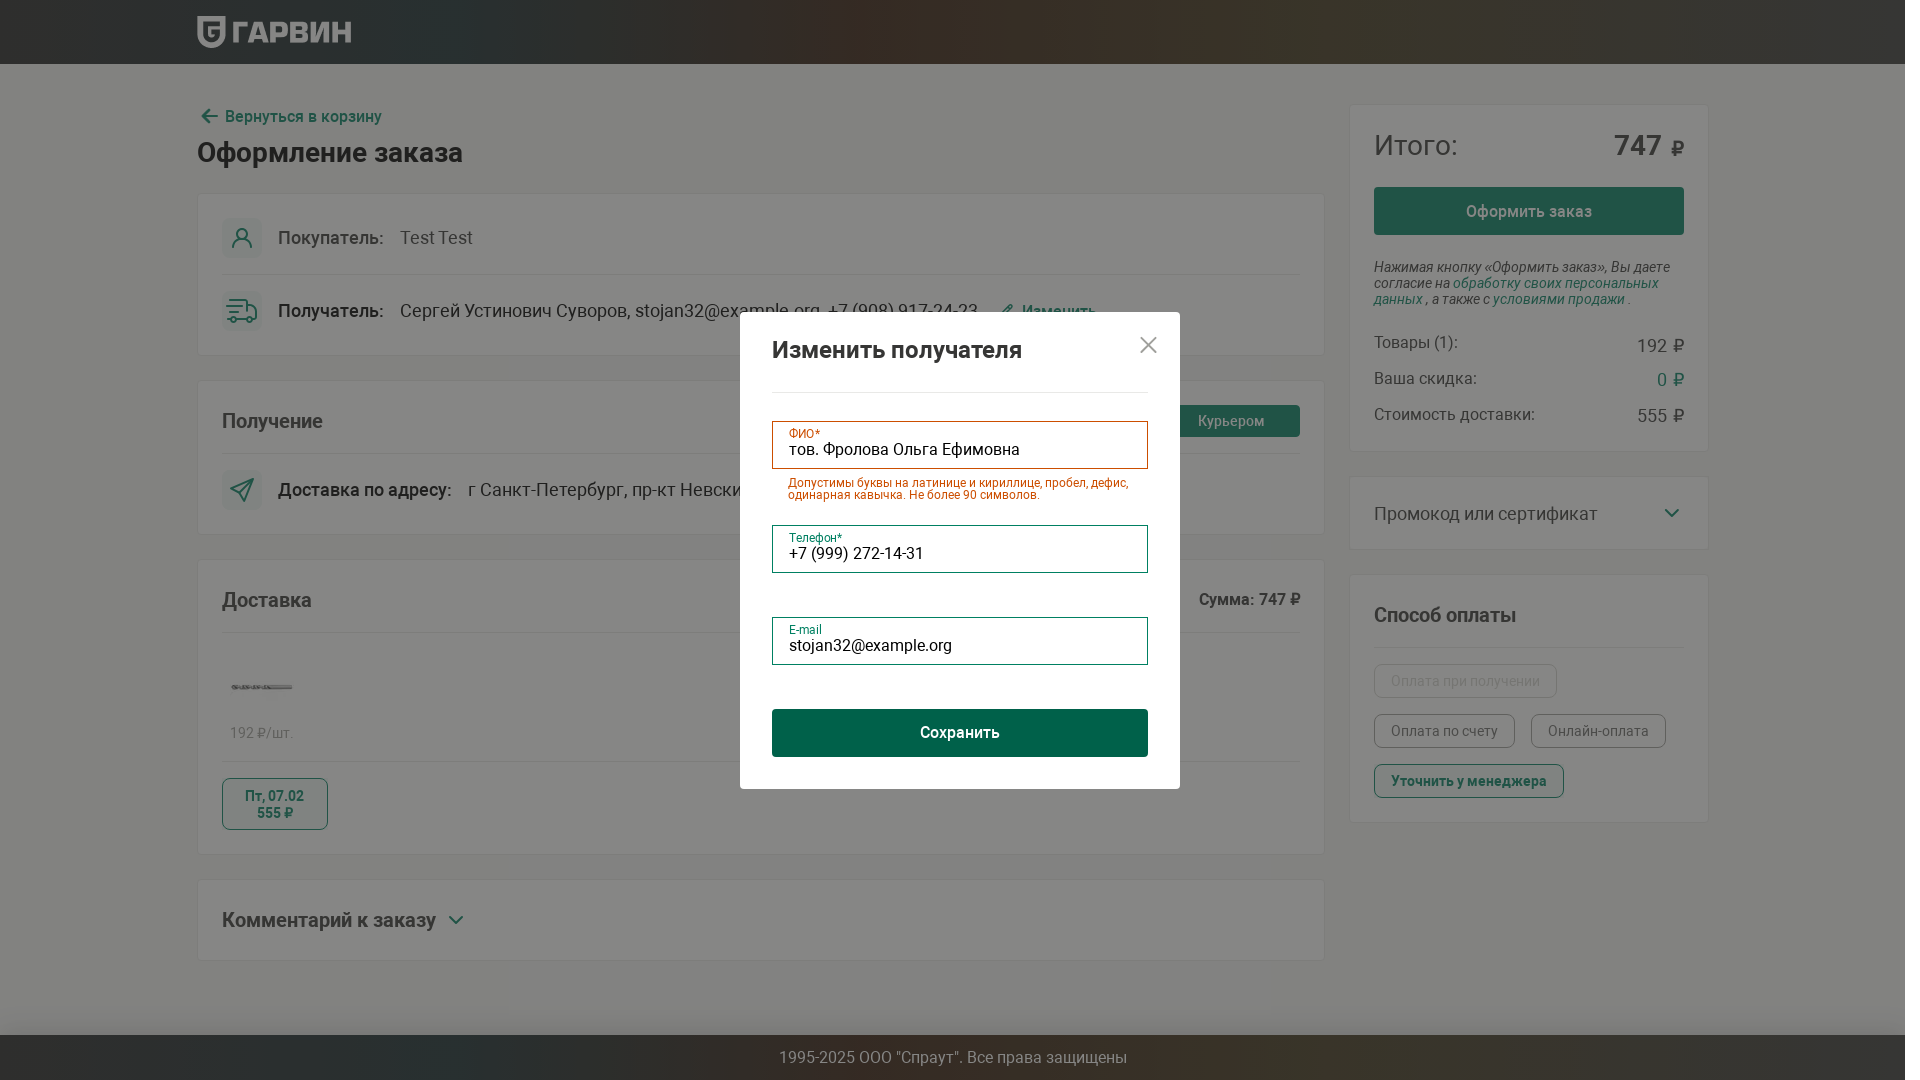 ГАРВИН
Вернуться в корзину
Оформление заказа
Покупатель: Test Test
Получатель: Сергей Устинович Суворов, stojan32@example.org, +7 (908) 917-24-23 Изменить
Получение
Курьером
Доставка по адресу: г Санкт-Петербург, пр-кт Невски
Доставка
Сумма: 747 ₽
192 ₽/шт.
Пт, 07.02
555 ₽
Комментарий к заказу
Изменить получателя
ФИО*
тов. Фролова Ольга Ефимовна
Допустимы буквы на латинице и кириллице, пробел, дефис,
одинарная кавычка. Не более 90 символов.
Телефон*
+7 (999) 272-14-31
E-mail
stojan32@example.org
Сохранить
Итого: 747 ₽
Оформить заказ
Нажимая кнопку «Оформить заказ», Вы даете
согласие на обработку своих персональных
данных , а также с условиями продажи .
Товары (1): 192 ₽
Ваша скидка: 0 ₽
Стоимость доставки: 555 ₽
Промокод или сертификат
Способ оплаты
Оплата при получении
Оплата по счету Онлайн-оплата
Уточнить у менеджера
1995-2025 ООО "Спраут". Все права защищены